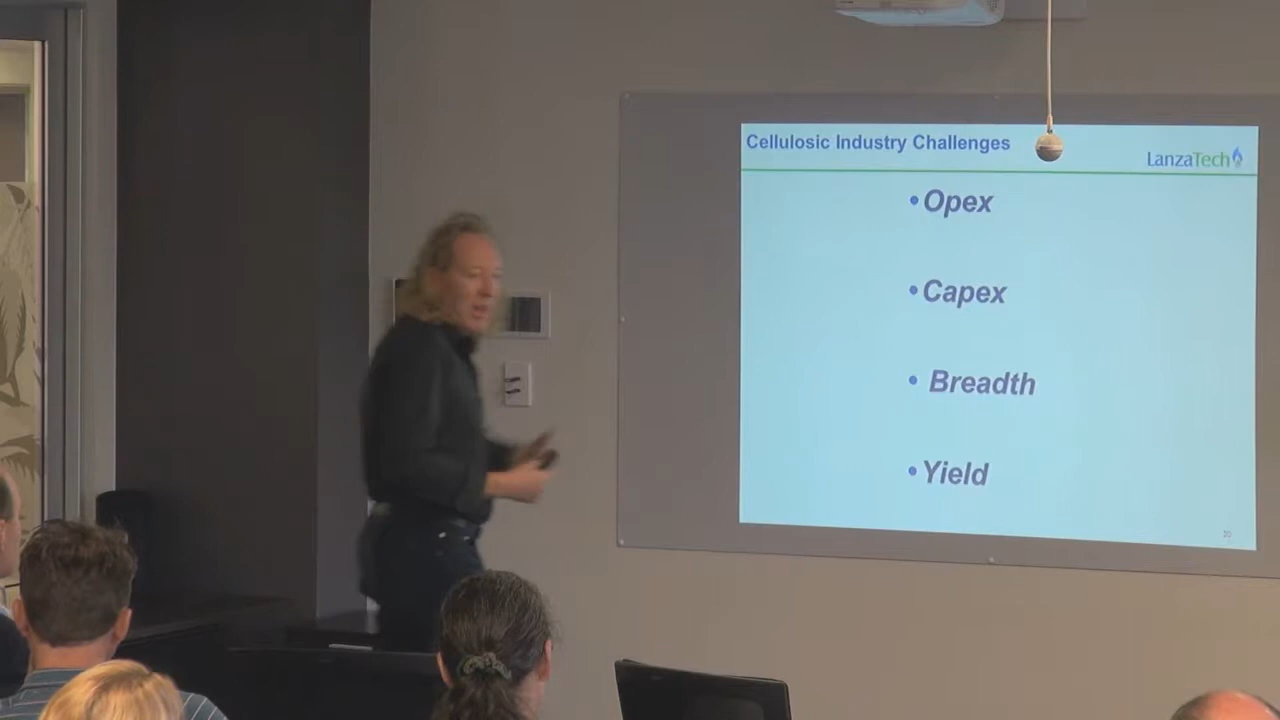 Cellulosic Industry Challenges
LanzaTech
• Opex
• Capex
• Breadth
• Yield